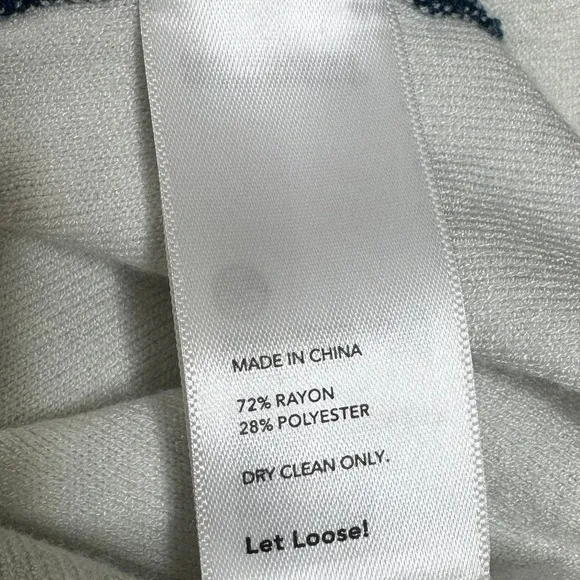 MADE IN CHINA
72% RAYON
28% POLYESTER
DRY CLEAN ONLY.
Let Loose!